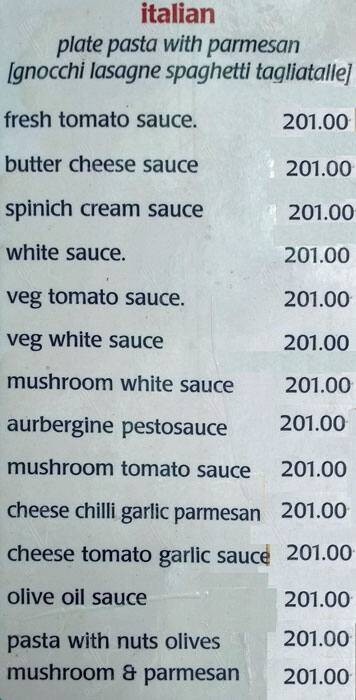 italian
plate pasta with parmesan
[gnocchi lasagne spaghetti tagliatalle]
fresh tomato sauce. 201.00
butter cheese sauce 201.00
spinich cream sauce 201.00
white sauce. 201.00
veg tomato sauce. 201.00
veg white sauce 201.00
mushroom white sauce 201.00
aurbergine pestosauce 201.00
mushroom tomato sauce 201.00
cheese chilli garlic parmesan 201.00
cheese tomato garlic sauce 201.00
olive oil sauce 201.00
pasta with nuts olives 201.00
mushroom & parmesan 201.00